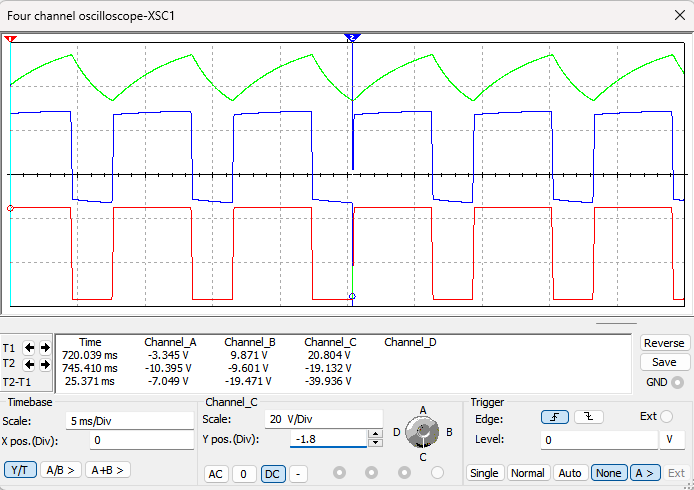 Four channel oscilloscope-XSC1
1
2
Time Channel_A Channel_B Channel_C Channel_D
T1 720.039 ms -3.345 V 9.871 V 20.804 V
T2 745.410 ms -10.395 V -9.601 V -19.132 V
T2-T1 25.371 ms -7.049 V -19.471 V -39.936 V
Reverse
Save
GND
Timebase
Scale: 5 ms/Div
X pos.(Div): 0
Y/T A/B > A+B >
Channel_C
Scale: 20 V/Div
Y pos.(Div): -1.8
AC 0 DC -
A
D B
C
Trigger
Edge: Ext
Level: 0 V
Single Normal Auto None A > Ext